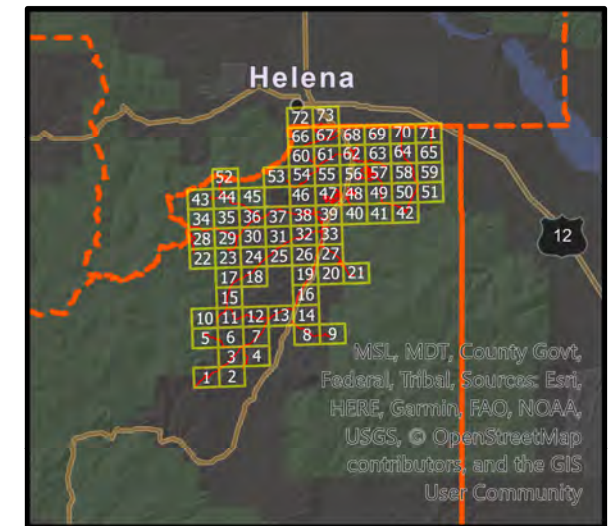 Helena
72 73
66 67 68 69 70 71
60 61 62 63 64 65
52 53 54 55 56 57 58 59
43 44 45 46 47 48 49 50 51
34 35 36 37 38 39 40 41 42
12
28 29 30 31 32 33
22 23 24 25 26 27
17 18 19 20 21
15 16
10 11 12 13 14
5 6 7 8 9
3 4
1 2
MSL, MDT, County Govt,
Federal, Tribal, Sources: Esri,
HERE, Garmin, FAO, NOAA,
USGS, © OpenStreetMap
contributors, and the GIS
User Community